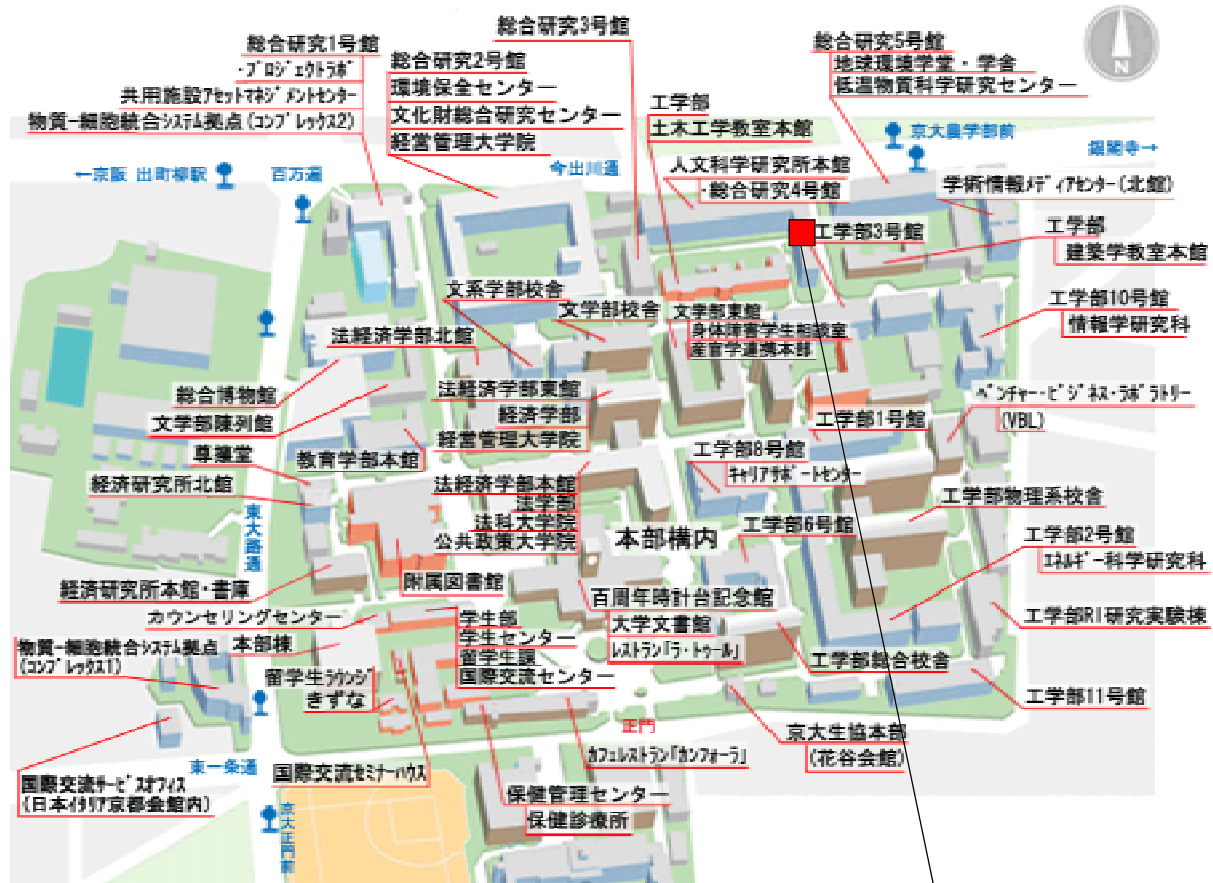 総合研究3号館
総合研究1号館
･プロジェクトラボ
共用施設アセットマネジメントセンター
物質-細胞統合システム拠点(コンプレックス2)
総合研究2号館
環境保全センター
文化財総合研究センター
経営管理大学院
工学部
土木工学教室本館
人文科学研究所本館
･総合研究4号館
総合研究5号館
地球環境学堂・学舎
低温物質科学研究センター
京大農学部前
銀閣寺→
学術情報メディアセンター(北館)
←京阪 出町柳駅
百万遍
今出川通
N
工学部3号館
工学部
建築学教室本館
工学部10号館
情報学研究科
文系学部校舎
文学部校舎
文学部東館
身体障害学生相談室
産官学連携本部
法経済学部北館
総合博物館
文学部陳列館
法経済学部東館
経済学部
経営管理大学院
ベンチャー・ビジネス・ラボラトリー
(VBL)
工学部1号館
尊攘堂
教育学部本館
工学部8号館
キャリアサポートセンター
経済研究所北館
法経済学部本館
法学部
法科大学院
公共政策大学院
工学部物理系校舎
東大路通
本部構内
工学部6号館
工学部2号館
エネルギー科学研究科
経済研究所本館・書庫
附属図書館
百周年時計台記念館
大学文書館
レストラン「ラ・トゥール」
カウンセリングセンター
工学部RI研究実験棟
物質-細胞統合システム拠点
(コンプレックス1)
本部棟
学生部
学生センター
留学生課
国際交流センター
工学部総合校舎
留学生ラウンジ
きずな
工学部11号館
正門
京大生協本部
(花谷会館)
東一条通
国際交流セミナーハウス
カフェレストラン「カンフォーラ」
国際交流サービスオフィス
(日本イタリア京都会館内)
保健管理センター
保健診療所
京大正門前